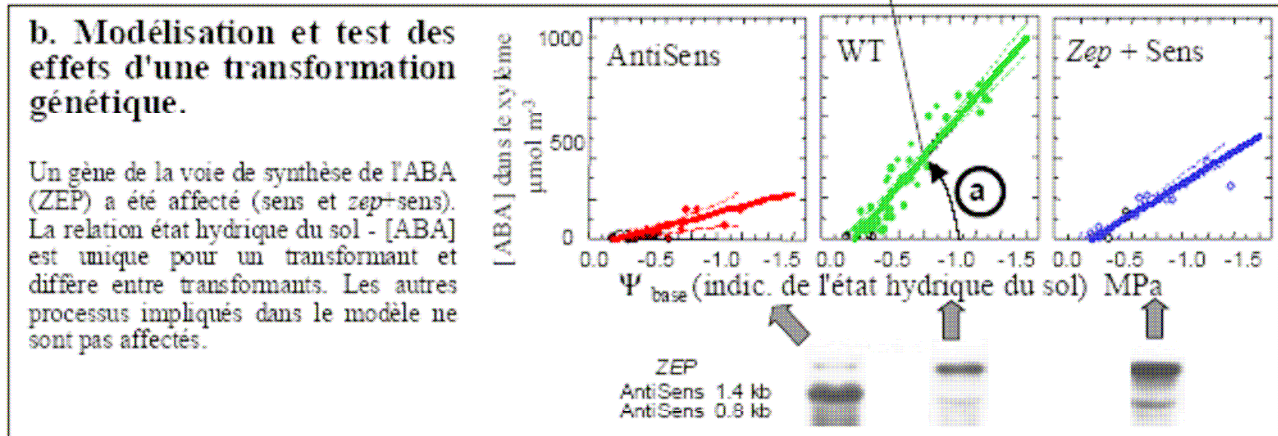 b. Modélisation et test des
effets d'une transformation
génétique.
Un gène de la voie de synthèse de l'ABA
(ZEP) a été affecté (sens et zep+sens).
La relation état hydrique du sol - [ABA]
est unique pour un transformant et
diffère entre transformants. Les autres
processus impliqués dans le modèle ne
sont pas affectés.
[ABA] dans le xylème
µmol m-3
1000
500
0
AntiSens
WT
Zep + Sens
a
0.0 -0.5 -1.0 -1.5
0.0 -0.5 -1.0 -1.5
0.0 -0.5 -1.0 -1.5
Ψ base (indic. de l'état hydrique du sol) MPa
ZEP
AntiSens 1.4 kb
AntiSens 0.8 kb